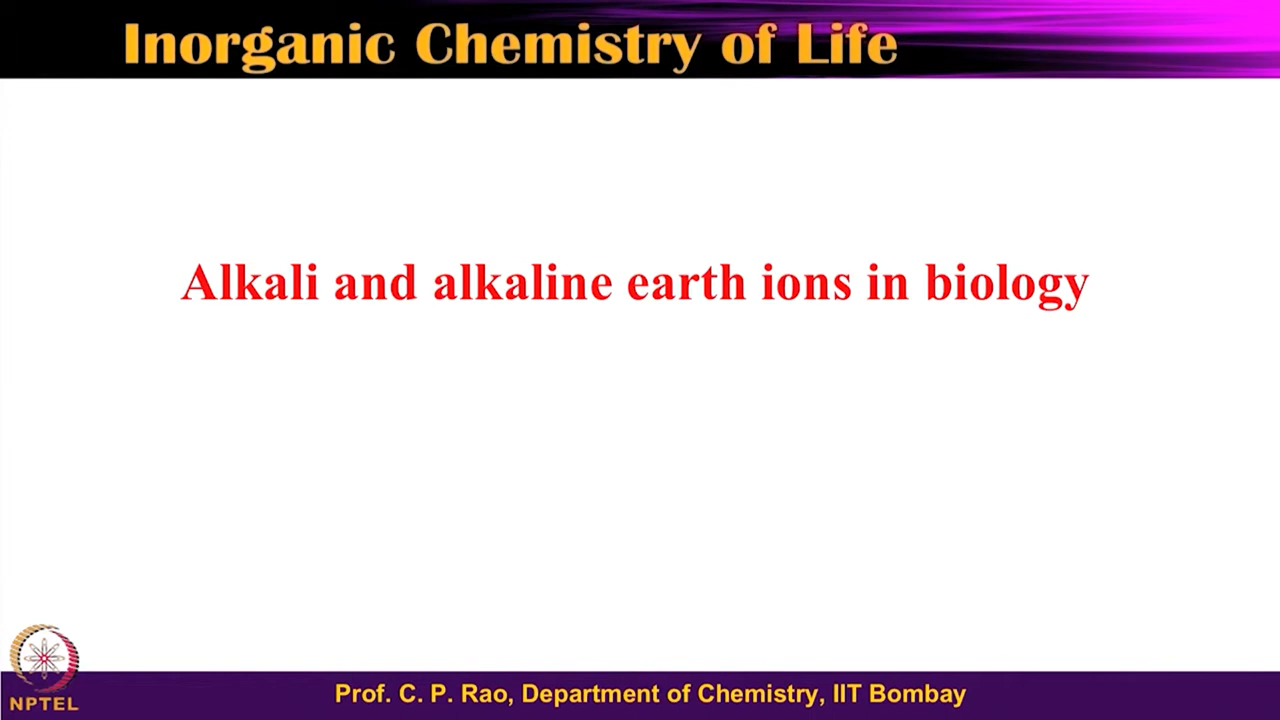 Inorganic Chemistry of Life
Alkali and alkaline earth ions in biology
NPTEL
Prof. C. P. Rao, Department of Chemistry, IIT Bombay